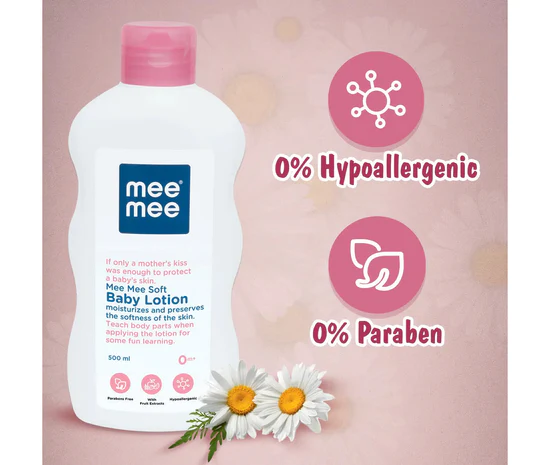 mee
mee
If only a mother's kiss
was enough to protect
a baby's skin.
Mee Mee Soft
Baby Lotion
moisturizes and preserves
the softness of the skin.
Teach body parts when
applying the lotion for
some fun learning.
500 ml
0m+
Parabens Free
With
Fruit Extracts
Hypoallergenic
0% Hypoallergenic
0% Paraben